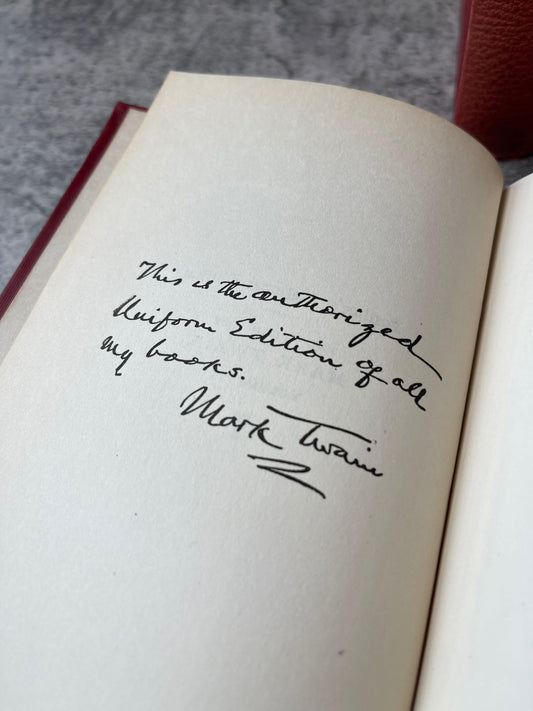 This is the authorized
Uniform Edition of all
my books.
Mark Twain